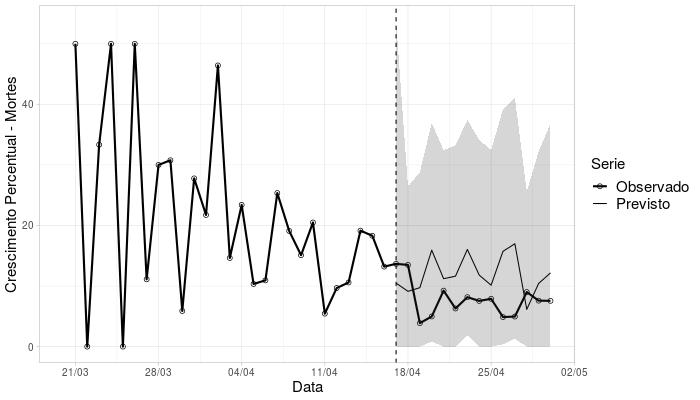 Crescimento Percentual - Mortes
40
20
0
21/03
28/03
04/04
11/04
18/04
25/04
02/05
Data
Serie
Observado
Previsto